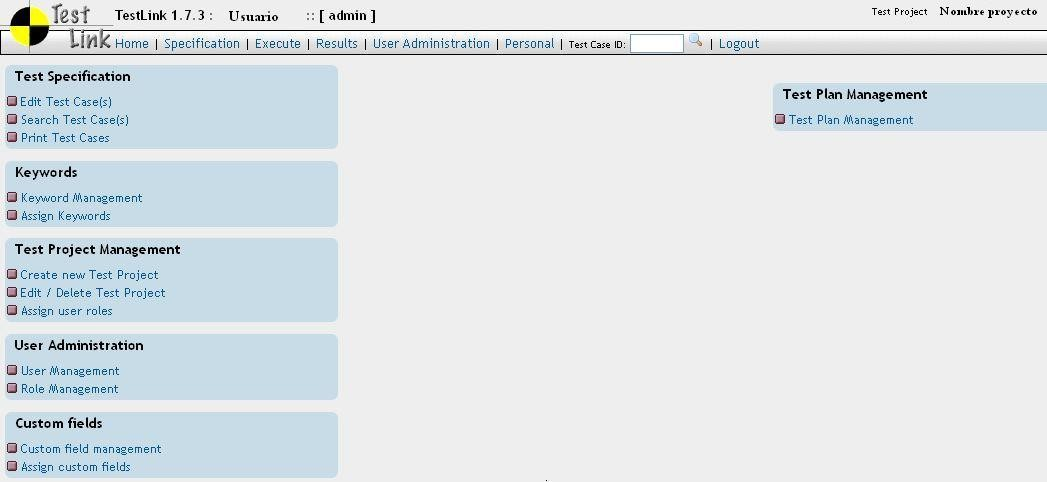 Test Link
TestLink 1.7.3 : Usuario :: [ admin ]
Test Project Nombre proyecto
Home | Specification | Execute | Results | User Administration | Personal | Test Case ID: | Logout
Test Specification
Edit Test Case(s)
Search Test Case(s)
Print Test Cases
Keywords
Keyword Management
Assign Keywords
Test Project Management
Create new Test Project
Edit / Delete Test Project
Assign user roles
User Administration
User Management
Role Management
Custom fields
Custom field management
Assign custom fields
Test Plan Management
Test Plan Management